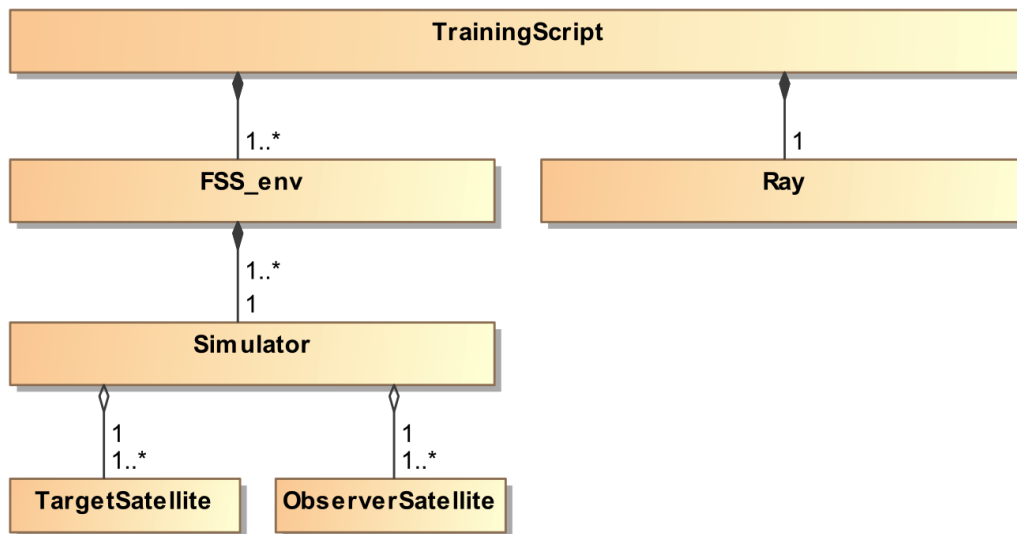 TrainingScript
1..*
1
FSS_env
Ray
1..*
1
Simulator
1
1..*
1
1..*
TargetSatellite
ObserverSatellite